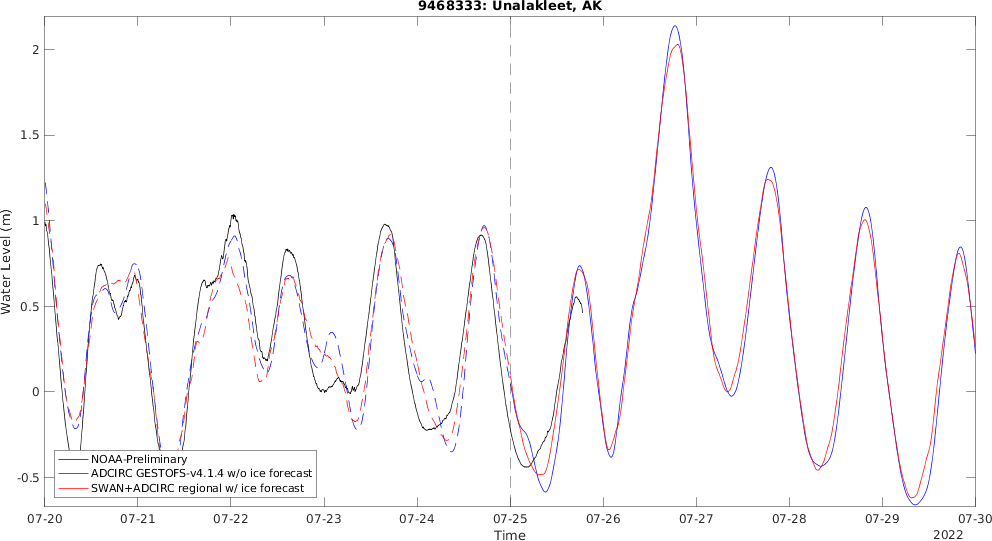 9468333: Unalakleet, AK
Water Level (m)
2
1.5
1
0.5
0
-0.5
NOAA-Preliminary
ADCIRC GESTOFS-v4.1.4 w/o ice forecast
SWAN+ADCIRC regional w/ ice forecast
07-20 07-21 07-22 07-23 07-24 07-25 07-26 07-27 07-28 07-29 07-30
Time
2022